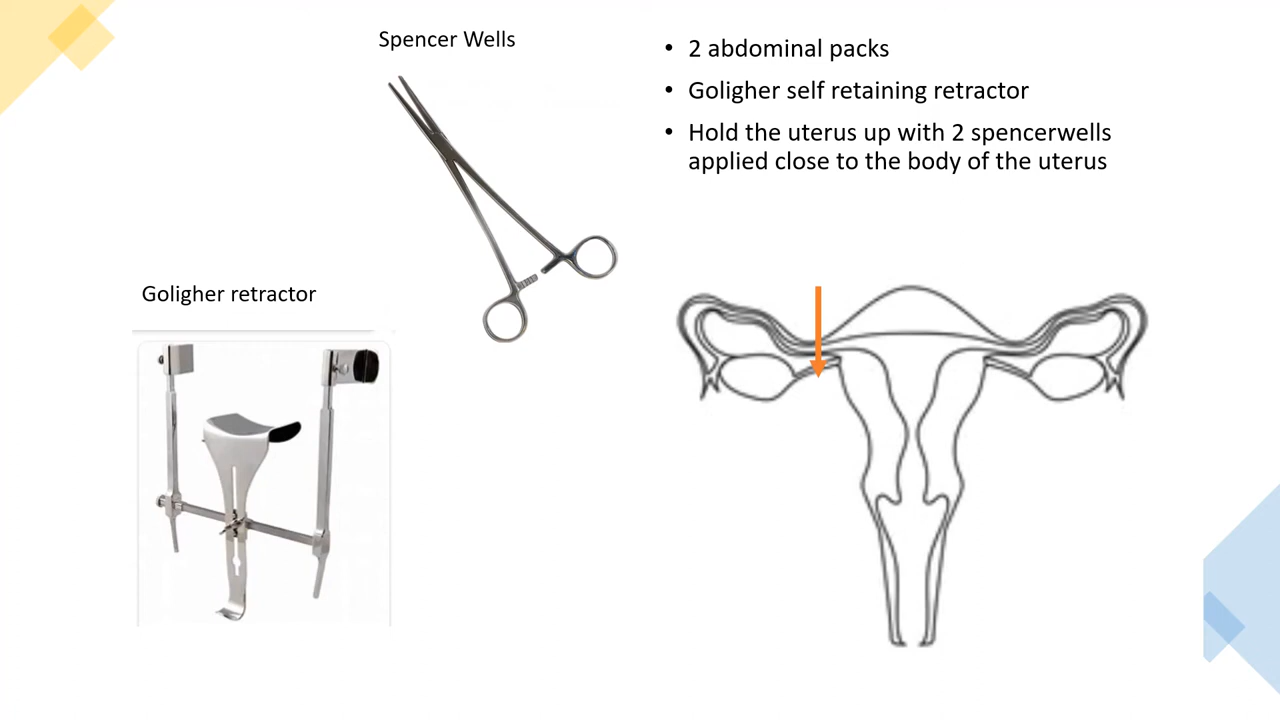 Spencer Wells
• 2 abdominal packs
• Goligher self retaining retractor
• Hold the uterus up with 2 spencerwells
applied close to the body of the uterus
Goligher retractor